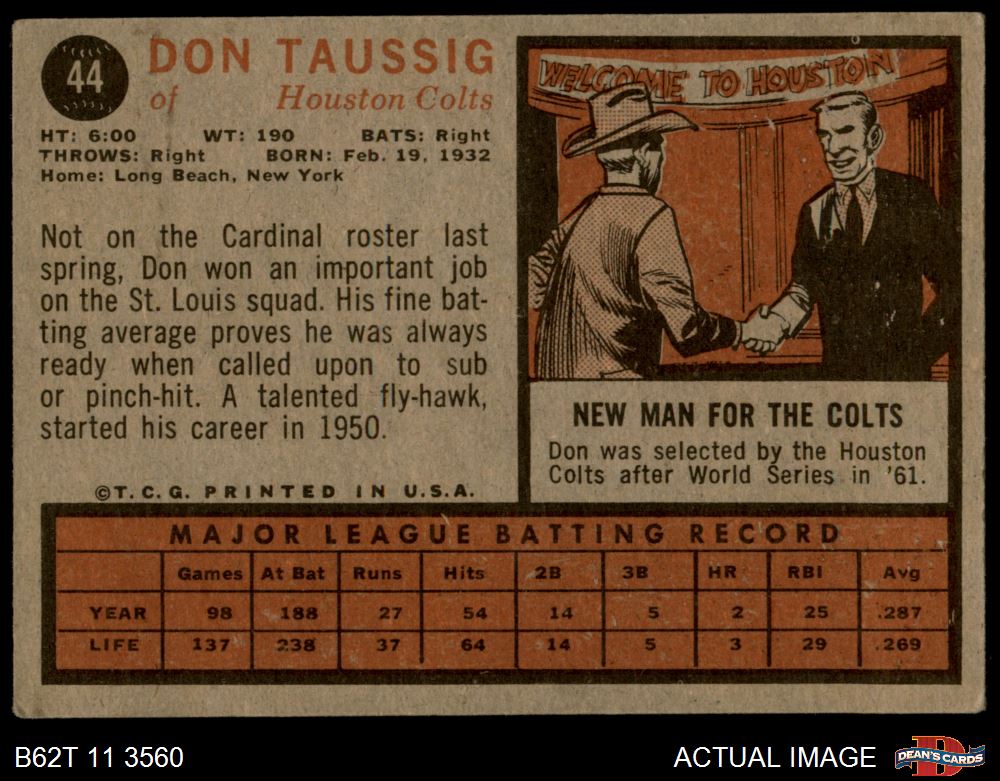 44
DON TAUSSIG
of Houston Colts
HT: 6:00 WT: 190 BATS: Right
THROWS: Right BORN: Feb. 19, 1932
Home: Long Beach, New York
Not on the Cardinal roster last
spring, Don won an important job
on the St. Louis squad. His fine bat-
ting average proves he was always
ready when called upon to sub
or pinch-hit. A talented fly-hawk,
started his career in 1950.
©T.C.G. PRINTED IN U.S.A.
WELCOME TO HOUSTON
NEW MAN FOR THE COLTS
Don was selected by the Houston
Colts after World Series in '61.
MAJOR LEAGUE BATTING RECORD
Games At Bat Runs Hits 2B 3B HR RBI Avg
YEAR 98 188 27 54 14 5 2 25 .287
LIFE 137 238 37 64 14 5 3 29 .269
B62T 11 3560
ACTUAL IMAGE
D
DEAN'S CARDS